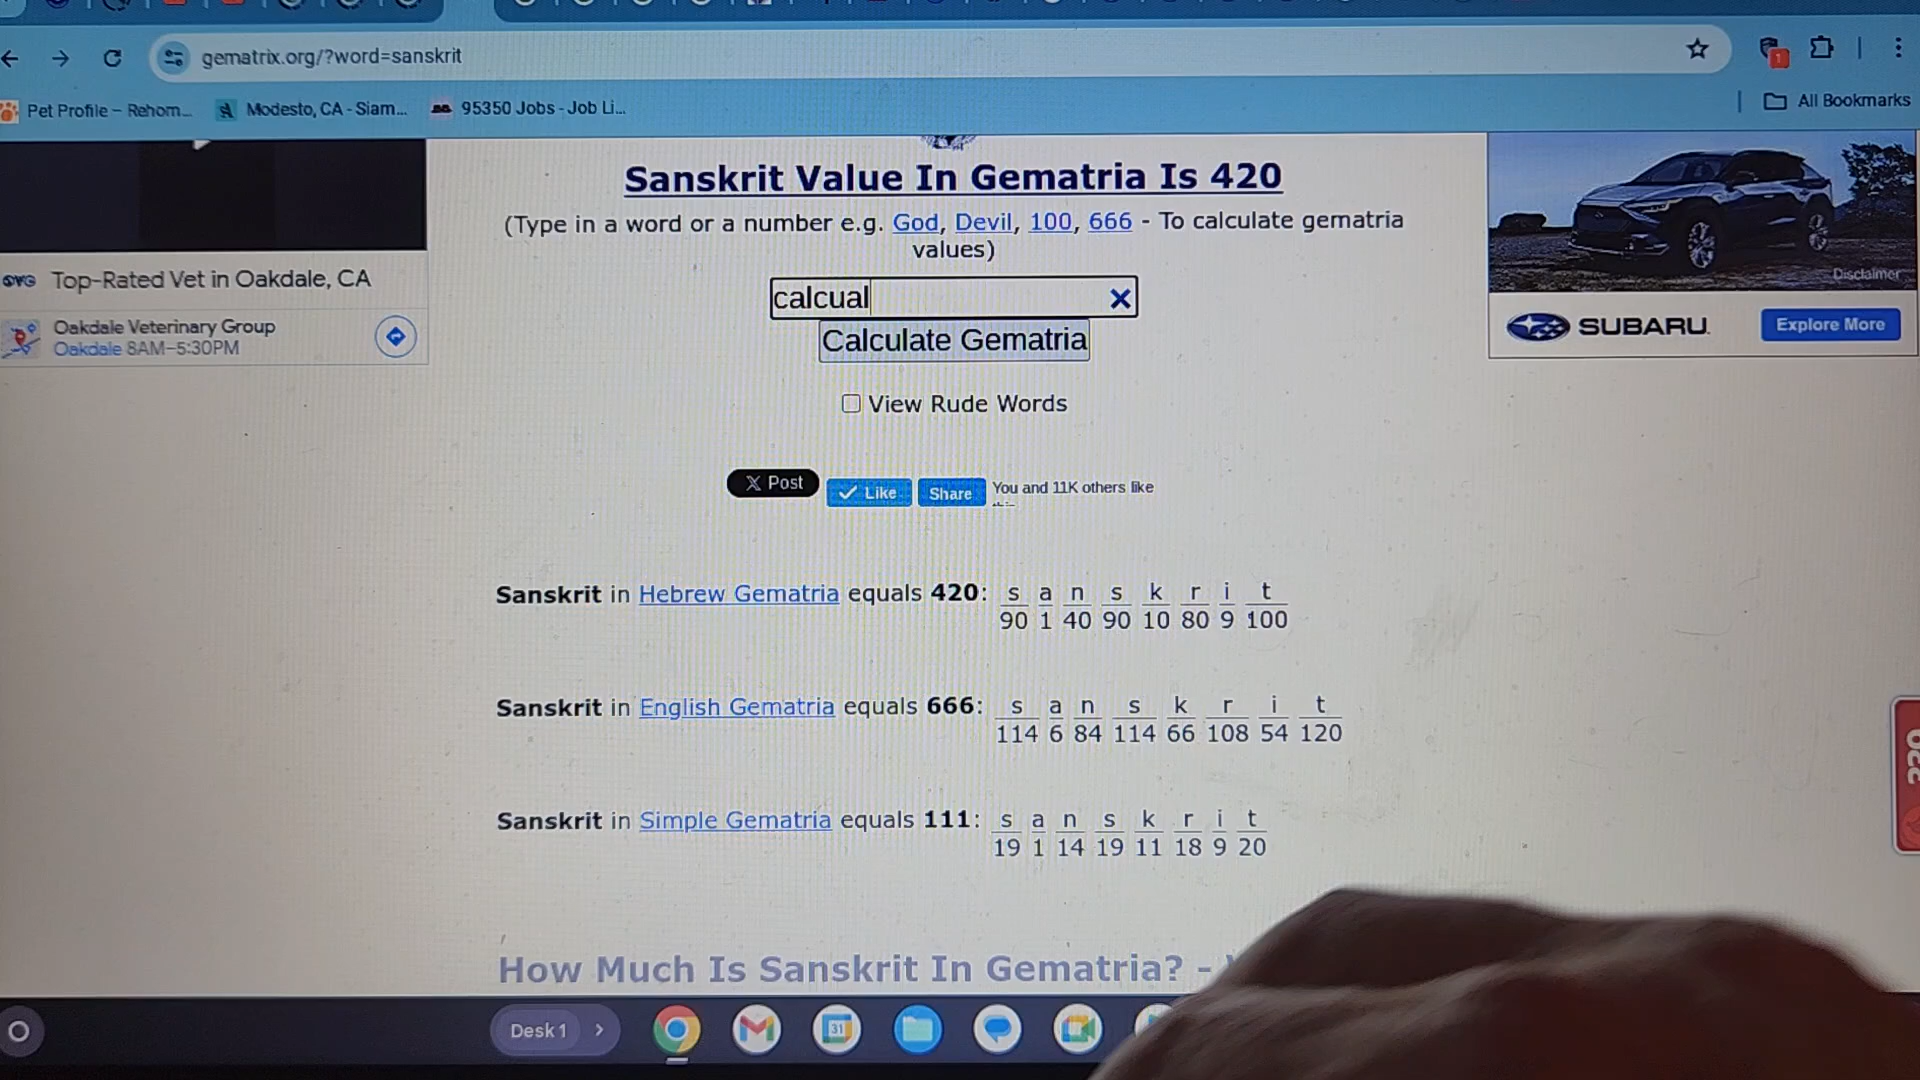 gematrix.org/?word=sanskrit
1
Pet Profile – Rehom...
Modesto, CA - Siam...
95350 Jobs - Job Li...
All Bookmarks
Sanskrit Value In Gematria Is 420
(Type in a word or a number e.g. God, Devil, 100, 666 - To calculate gematria
values)
calcual
Calculate Gematria
View Rude Words
Top-Rated Vet in Oakdale, CA
Oakdale Veterinary Group
Oakdale 8AM–5:30PM
Disclaimer
SUBARU
Explore More
X Post
Like
Share
You and 11K others like
Sanskrit in Hebrew Gematria equals 420: s a n s k r i t
90 1 40 90 10 80 9 100
Sanskrit in English Gematria equals 666: s a n s k r i t
114 6 84 114 66 108 54 120
Sanskrit in Simple Gematria equals 111: s a n s k r i t
19 1 14 19 11 18 9 20
How Much Is Sanskrit In Gematria? -
Desk 1
31